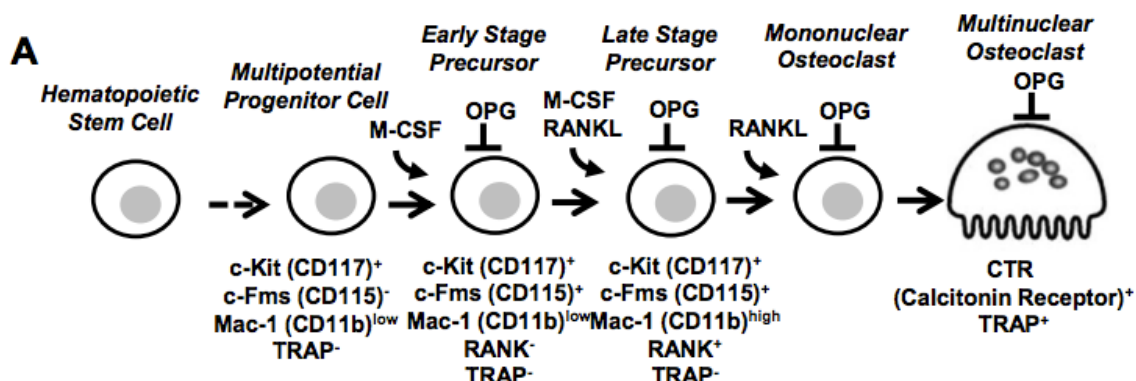 A
Hematopoietic
Stem Cell
Multipotential
Progenitor Cell
Early Stage
Precursor
Late Stage
Precursor
Mononuclear
Osteoclast
Multinuclear
Osteoclast
M-CSF
OPG
M-CSF
RANKL
OPG
RANKL
OPG
OPG
c-Kit (CD117)⁺
c-Fms (CD115)⁻
Mac-1 (CD11b)ˡᵒʷ
TRAP⁻
c-Kit (CD117)⁺
c-Fms (CD115)⁺
Mac-1 (CD11b)ˡᵒʷ
RANK⁻
TRAP⁻
c-Kit (CD117)⁺
c-Fms (CD115)⁺
Mac-1 (CD11b)ʰⁱᵍʰ
RANK⁺
TRAP⁻
CTR
(Calcitonin Receptor)⁺
TRAP⁺